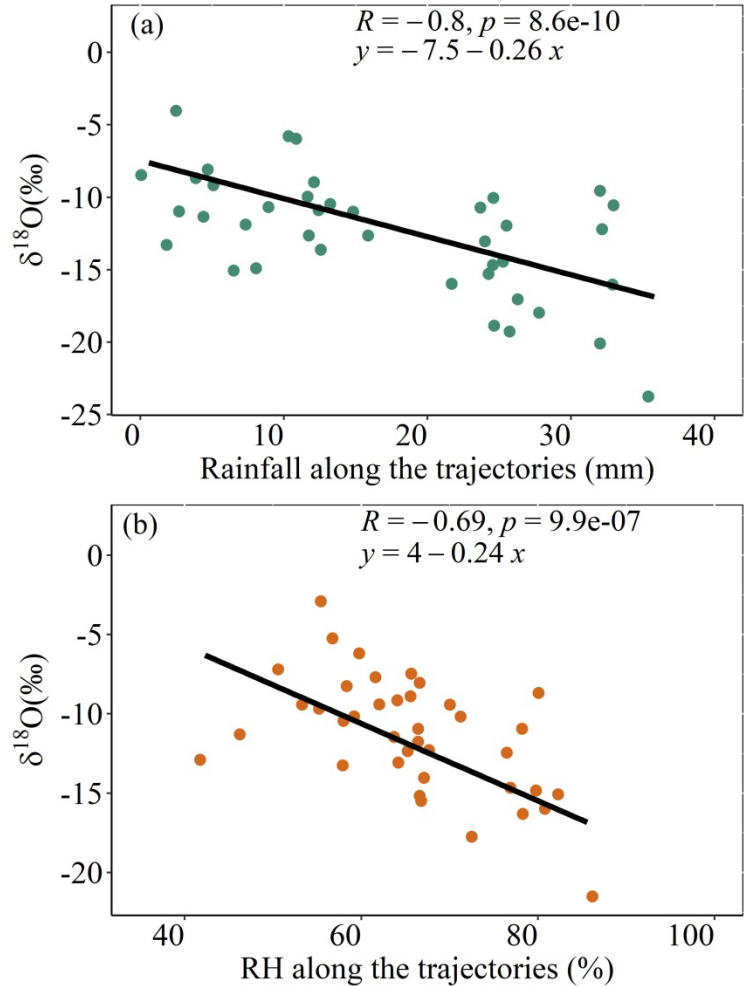 (a)
R = −0.8, p = 8.6e-10
y = −7.5−0.26 x
0
-5
-10
-15
-20
-25
δ¹⁸O(‰)
0 10 20 30 40
Rainfall along the trajectories (mm)
(b)
R = −0.69, p = 9.9e-07
y = 4−0.24 x
0
-5
-10
-15
-20
δ¹⁸O(‰)
40 60 80 100
RH along the trajectories (%)